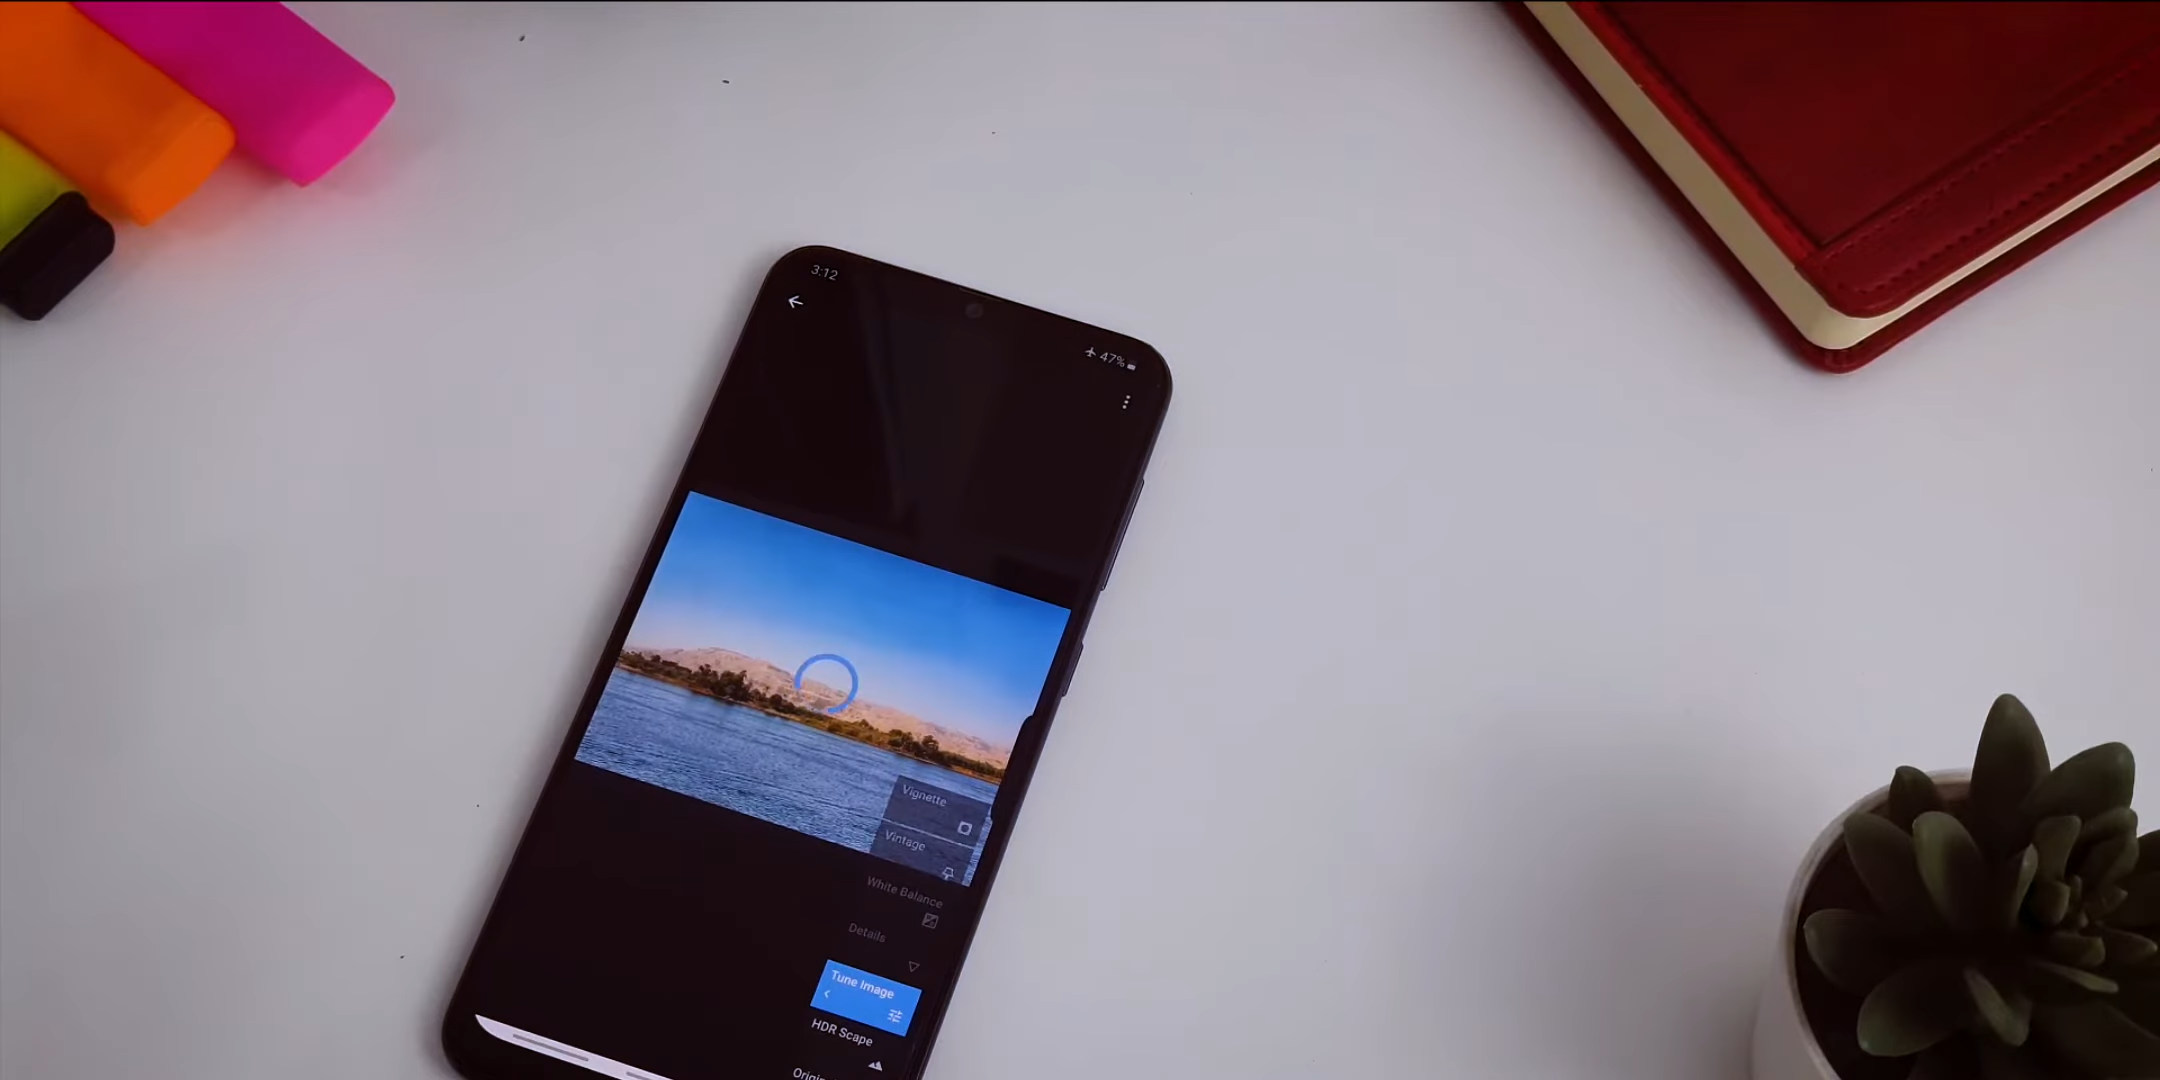 3:12
47%
Vignette
Vintage
White Balance
Details
Tune Image
HDR Scape